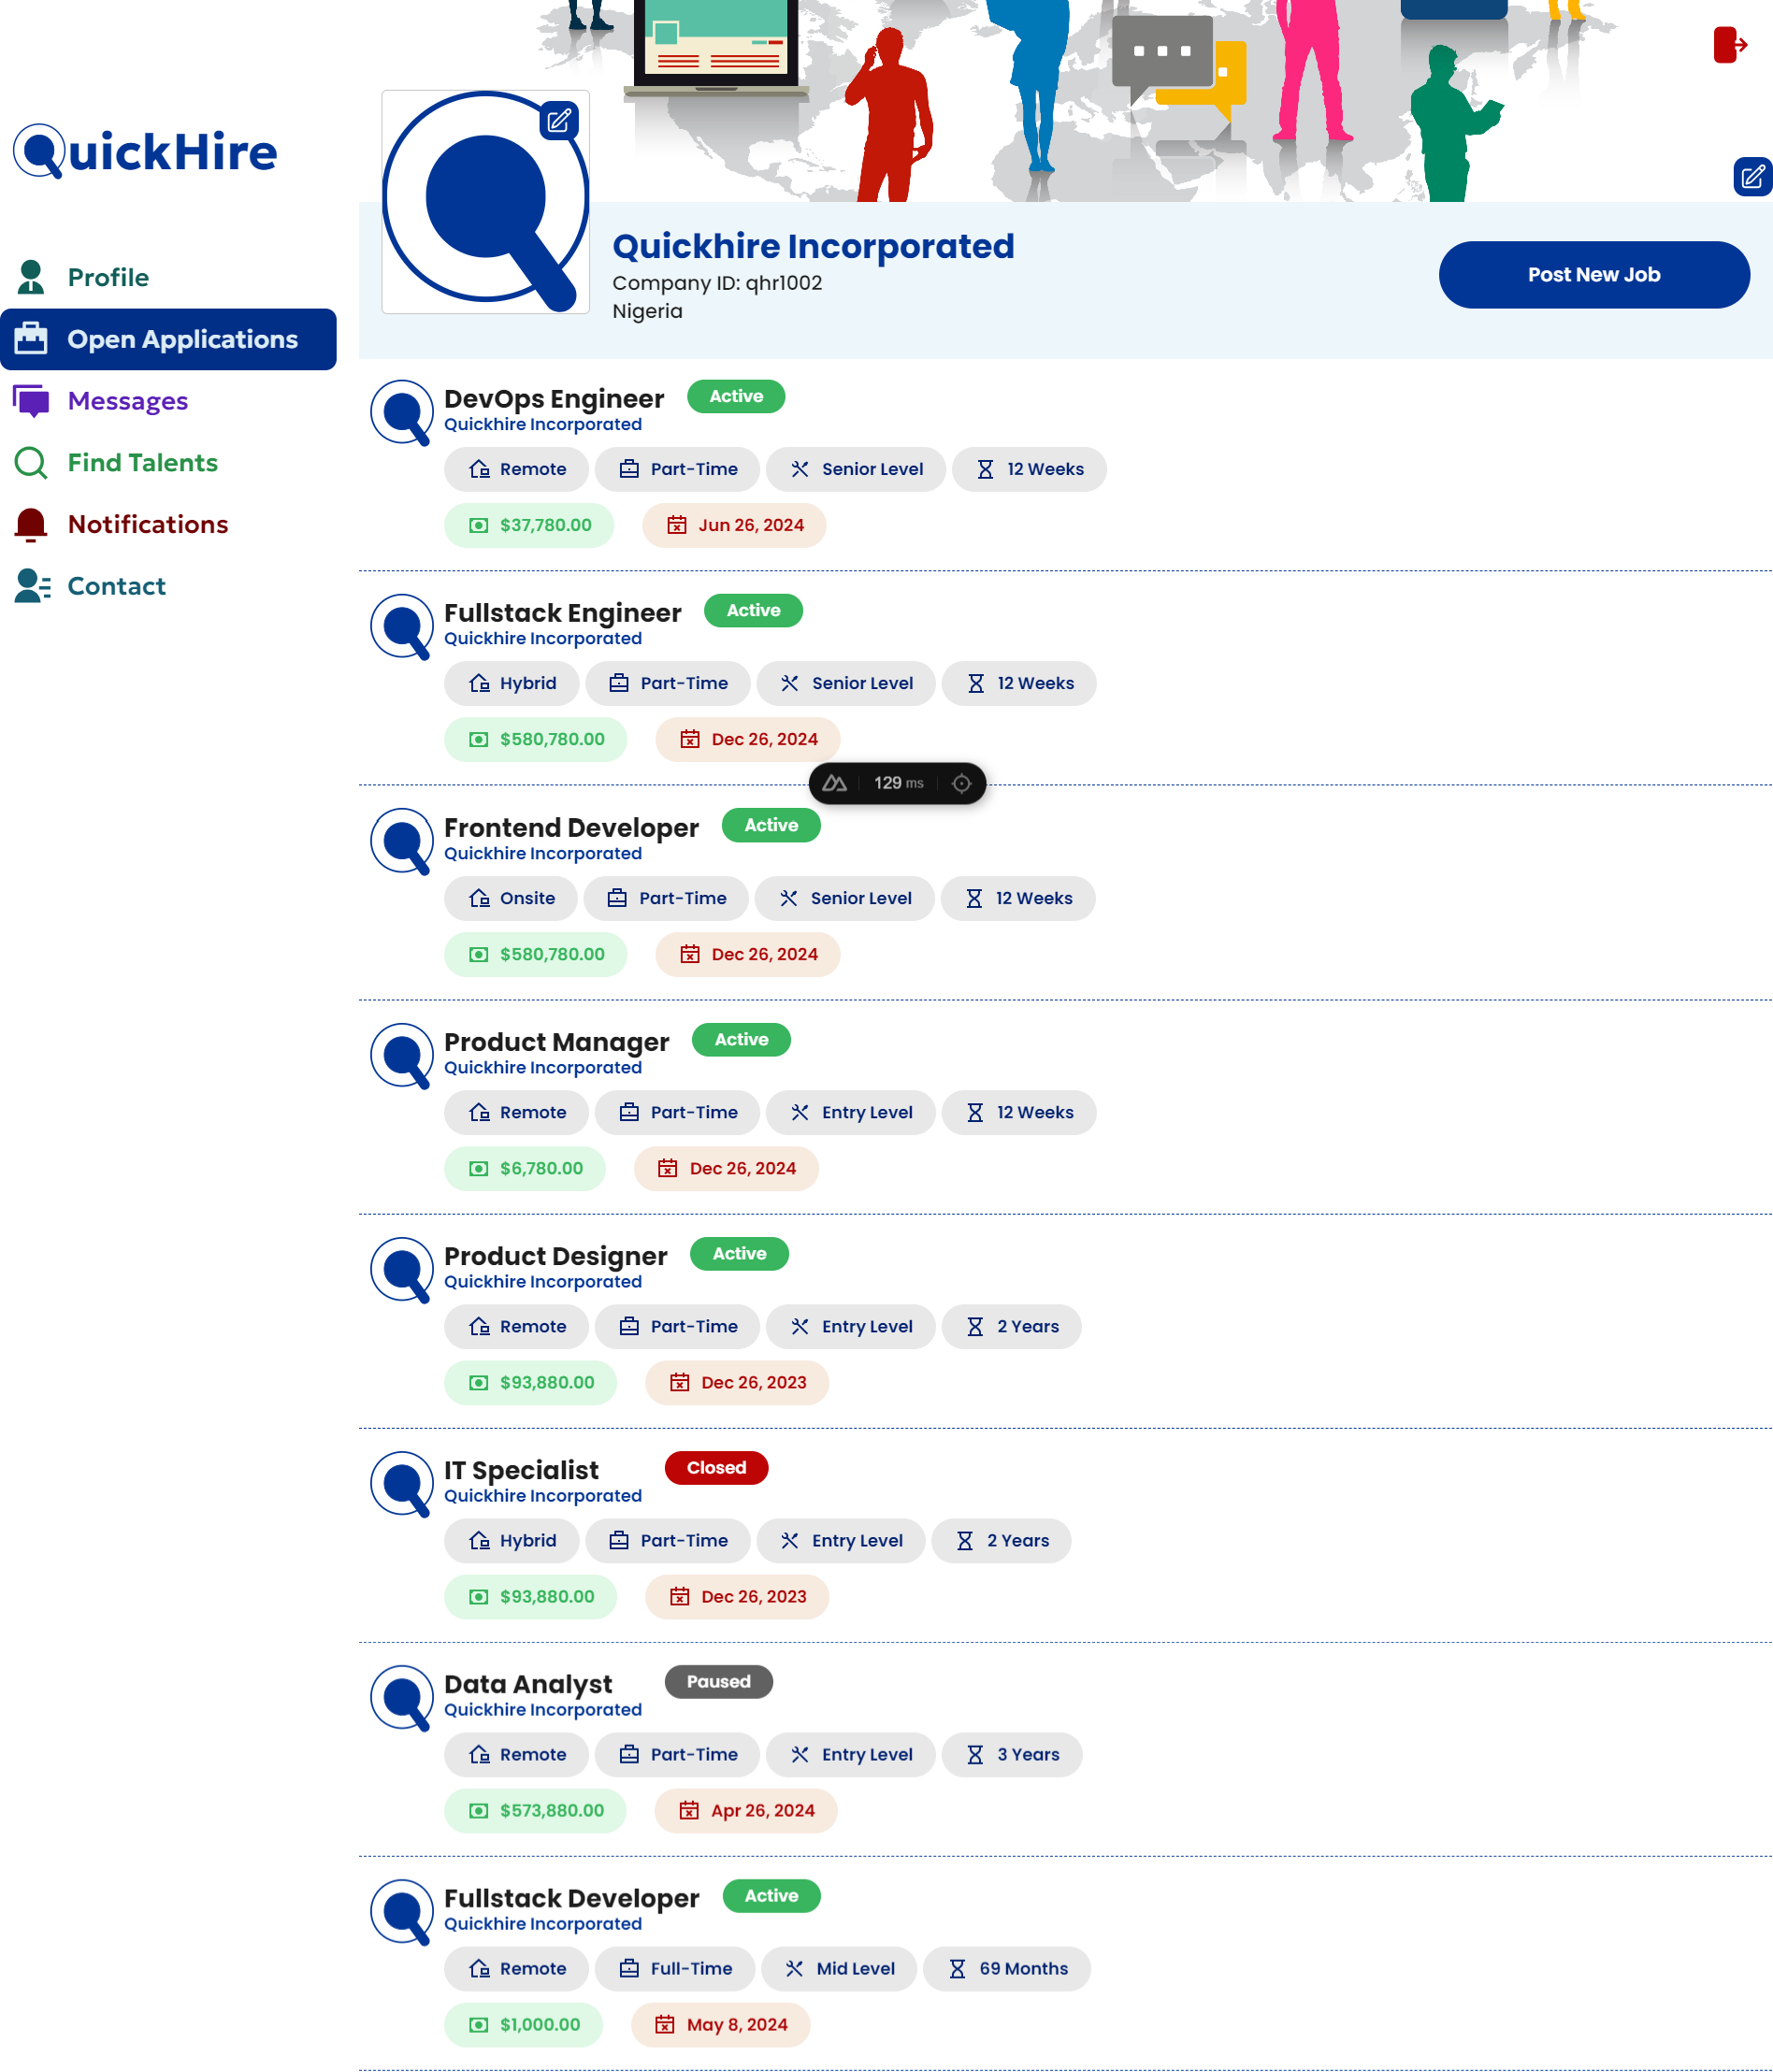 QuickHire
Profile
Open Applications
Messages
Find Talents
Notifications
Contact
Quickhire Incorporated
Company ID: qhr1002
Nigeria
Post New Job
DevOps Engineer Active
Quickhire Incorporated
Remote Part-Time Senior Level 12 Weeks
$37,780.00 Jun 26, 2024
Fullstack Engineer Active
Quickhire Incorporated
Hybrid Part-Time Senior Level 12 Weeks
$580,780.00 Dec 26, 2024
129 ms
Frontend Developer Active
Quickhire Incorporated
Onsite Part-Time Senior Level 12 Weeks
$580,780.00 Dec 26, 2024
Product Manager Active
Quickhire Incorporated
Remote Part-Time Entry Level 12 Weeks
$6,780.00 Dec 26, 2024
Product Designer Active
Quickhire Incorporated
Remote Part-Time Entry Level 2 Years
$93,880.00 Dec 26, 2023
IT Specialist Closed
Quickhire Incorporated
Hybrid Part-Time Entry Level 2 Years
$93,880.00 Dec 26, 2023
Data Analyst Paused
Quickhire Incorporated
Remote Part-Time Entry Level 3 Years
$573,880.00 Apr 26, 2024
Fullstack Developer Active
Quickhire Incorporated
Remote Full-Time Mid Level 69 Months
$1,000.00 May 8, 2024